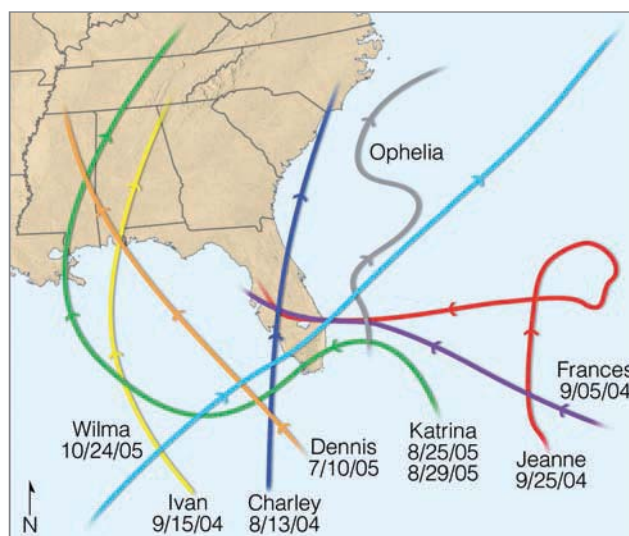 Ophelia
Frances
9/05/04
Wilma
10/24/05
Dennis
7/10/05
Katrina
8/25/05
8/29/05
Jeanne
9/25/04
Ivan
9/15/04
Charley
8/13/04
N